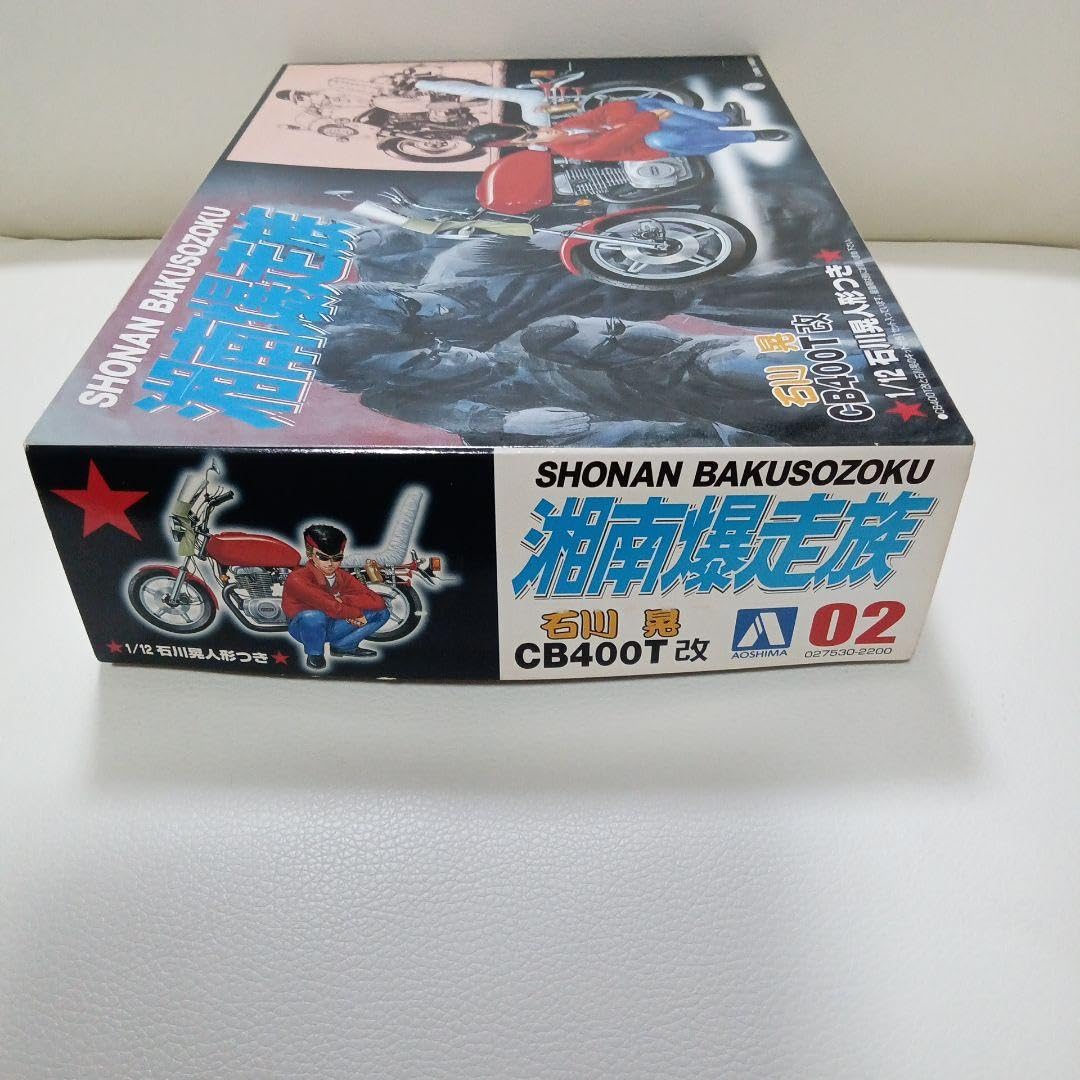 SHONAN BAKUSOZOKU
湘南爆走族
石川 晃
CB400T改
★1/12 石川晃人形つき★
SHONAN BAKUSOZOKU
湘南爆走族
石川 晃
CB400T改
AOSHIMA
02
027530-2200
★1/12 石川晃人形つき★